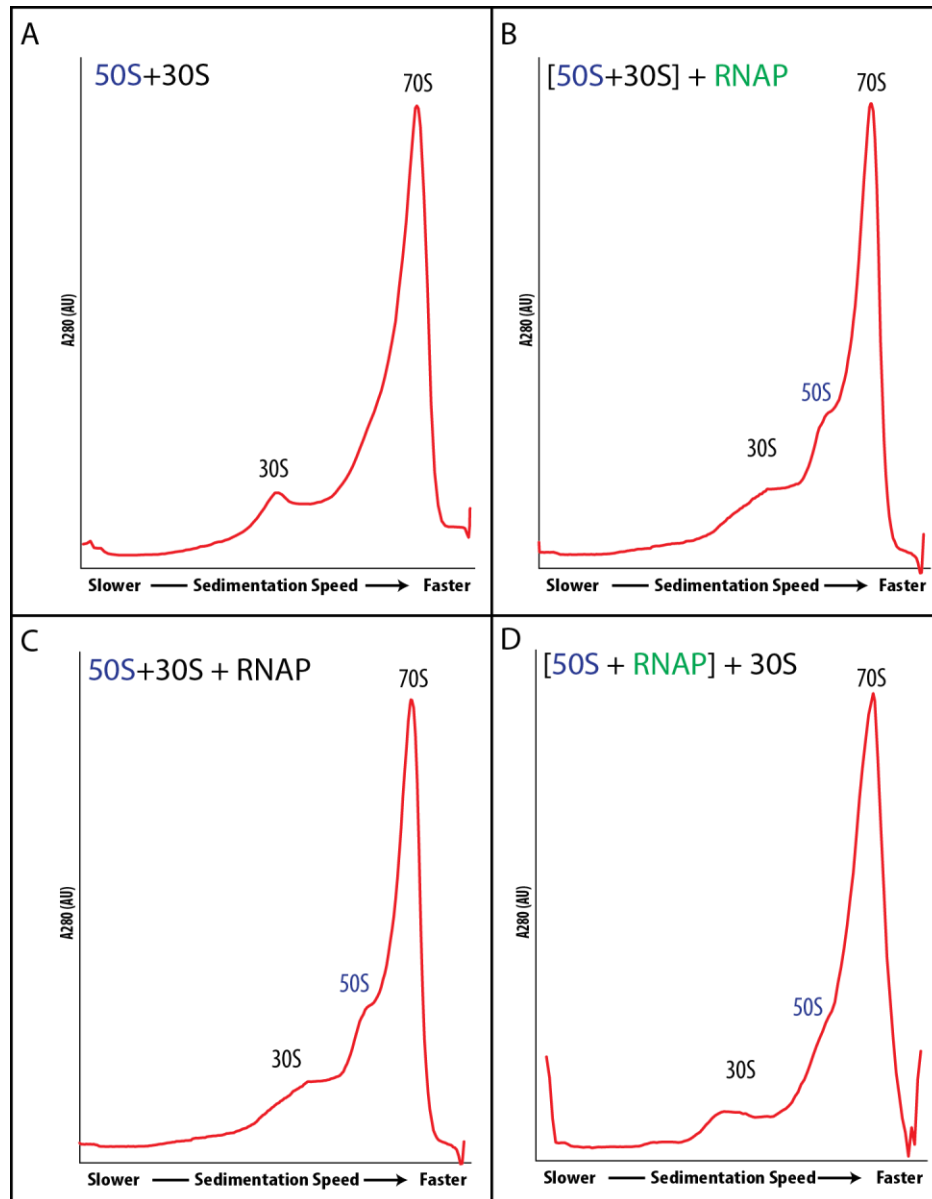 A
50S+30S
70S
30S
A280 (AU)
Slower Sedimentation Speed Faster
B
[50S+30S] + RNAP
70S
50S
30S
A280 (AU)
Slower Sedimentation Speed Faster
C
50S+30S + RNAP
70S
50S
30S
A280 (AU)
Slower Sedimentation Speed Faster
D
[50S + RNAP] + 30S
70S
50S
30S
A280 (AU)
Slower Sedimentation Speed Faster